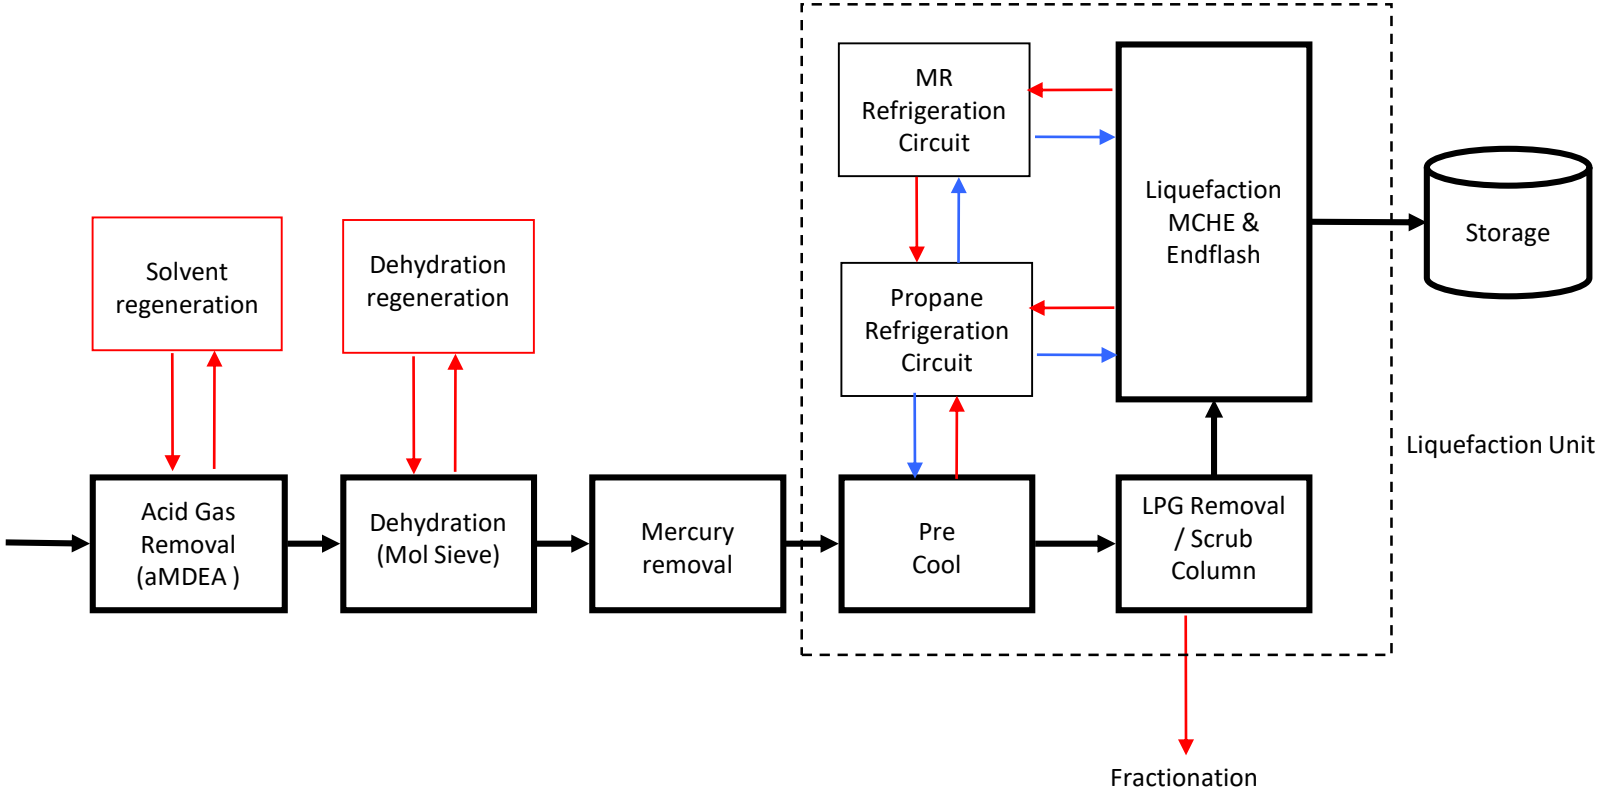 MR
Refrigeration
Circuit
Liquefaction
MCHE &
Endflash
Storage
Solvent
regeneration
Dehydration
regeneration
Propane
Refrigeration
Circuit
Liquefaction Unit
Acid Gas
Removal
(aMDEA )
Dehydration
(Mol Sieve)
Mercury
removal
Pre
Cool
LPG Removal
/ Scrub
Column
Fractionation